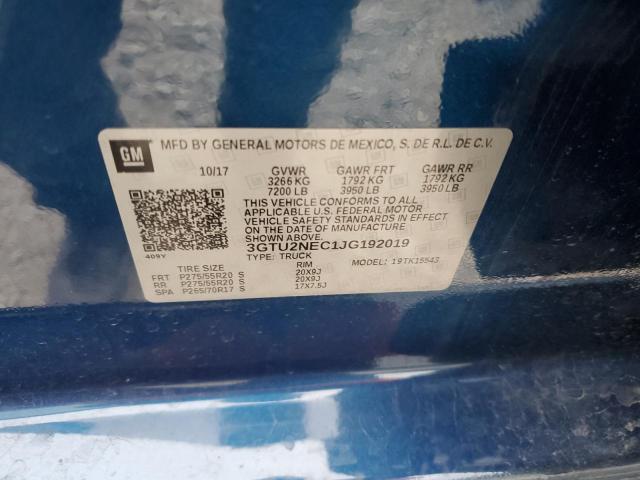 GM MFD BY GENERAL MOTORS DE MEXICO, S. DE R.L. DE C.V.
10/17 GVWR GAWR FRT GAWR RR
3266 KG 1792 KG 1792 KG
7200 LB 3950 LB 3950 LB
THIS VEHICLE CONFORMS TO ALL
APPLICABLE U.S. FEDERAL MOTOR
VEHICLE SAFETY STANDARDS IN EFFECT
ON THE DATE OF MANUFACTURE SHOWN ABOVE
3GTU2NEC1JG192019
409Y TYPE: TRUCK MODEL: 19TK15543
TIRE SIZE RIM
FRT P275/55R20 S 20X9J
RR P275/55R20 S 20X9J
SPA P265/70R17 S 17X7.5J